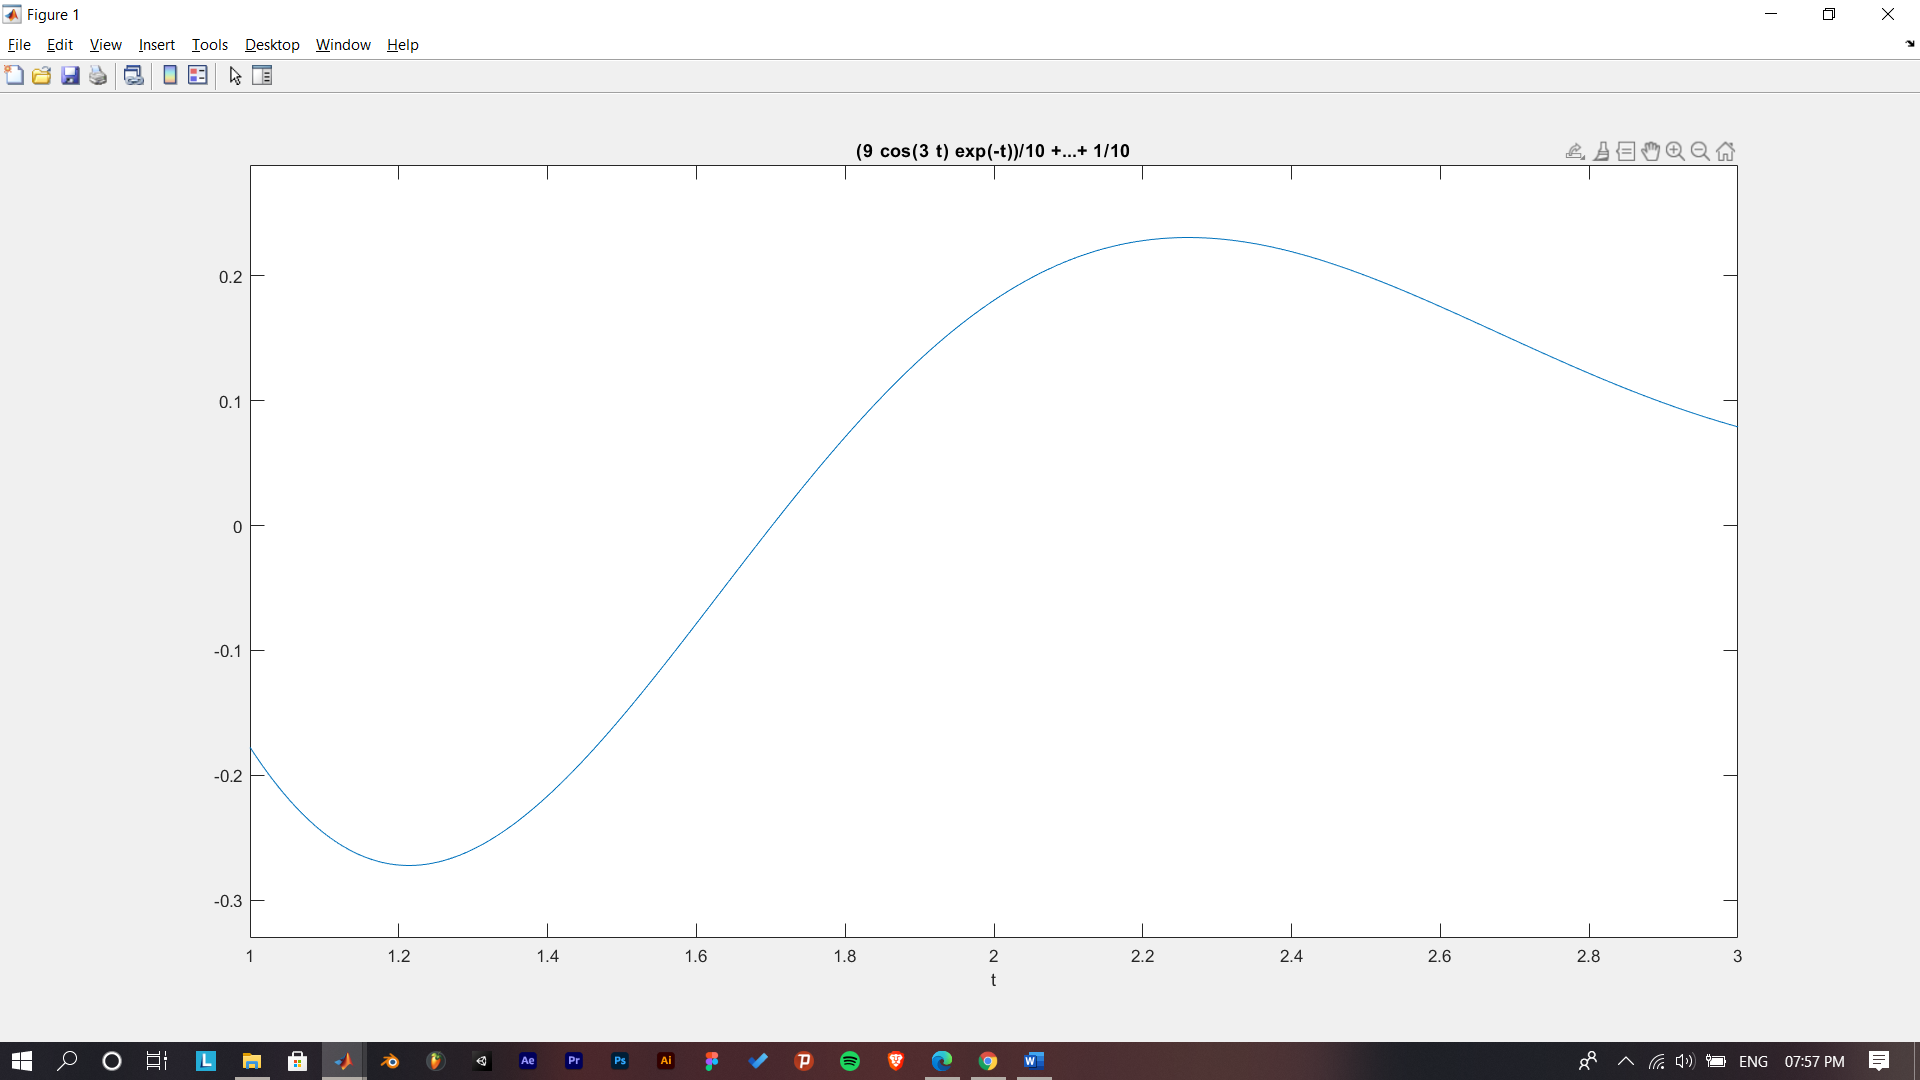 Figure 1
File Edit View Insert Tools Desktop Window Help
(9 cos(3 t) exp(-t))/10 +...+ 1/10
0.2
0.1
0
-0.1
-0.2
-0.3
1 1.2 1.4 1.6 1.8 2 2.2 2.4 2.6 2.8 3
t
L Ae Pr Ps Ai W ENG 07:57 PM